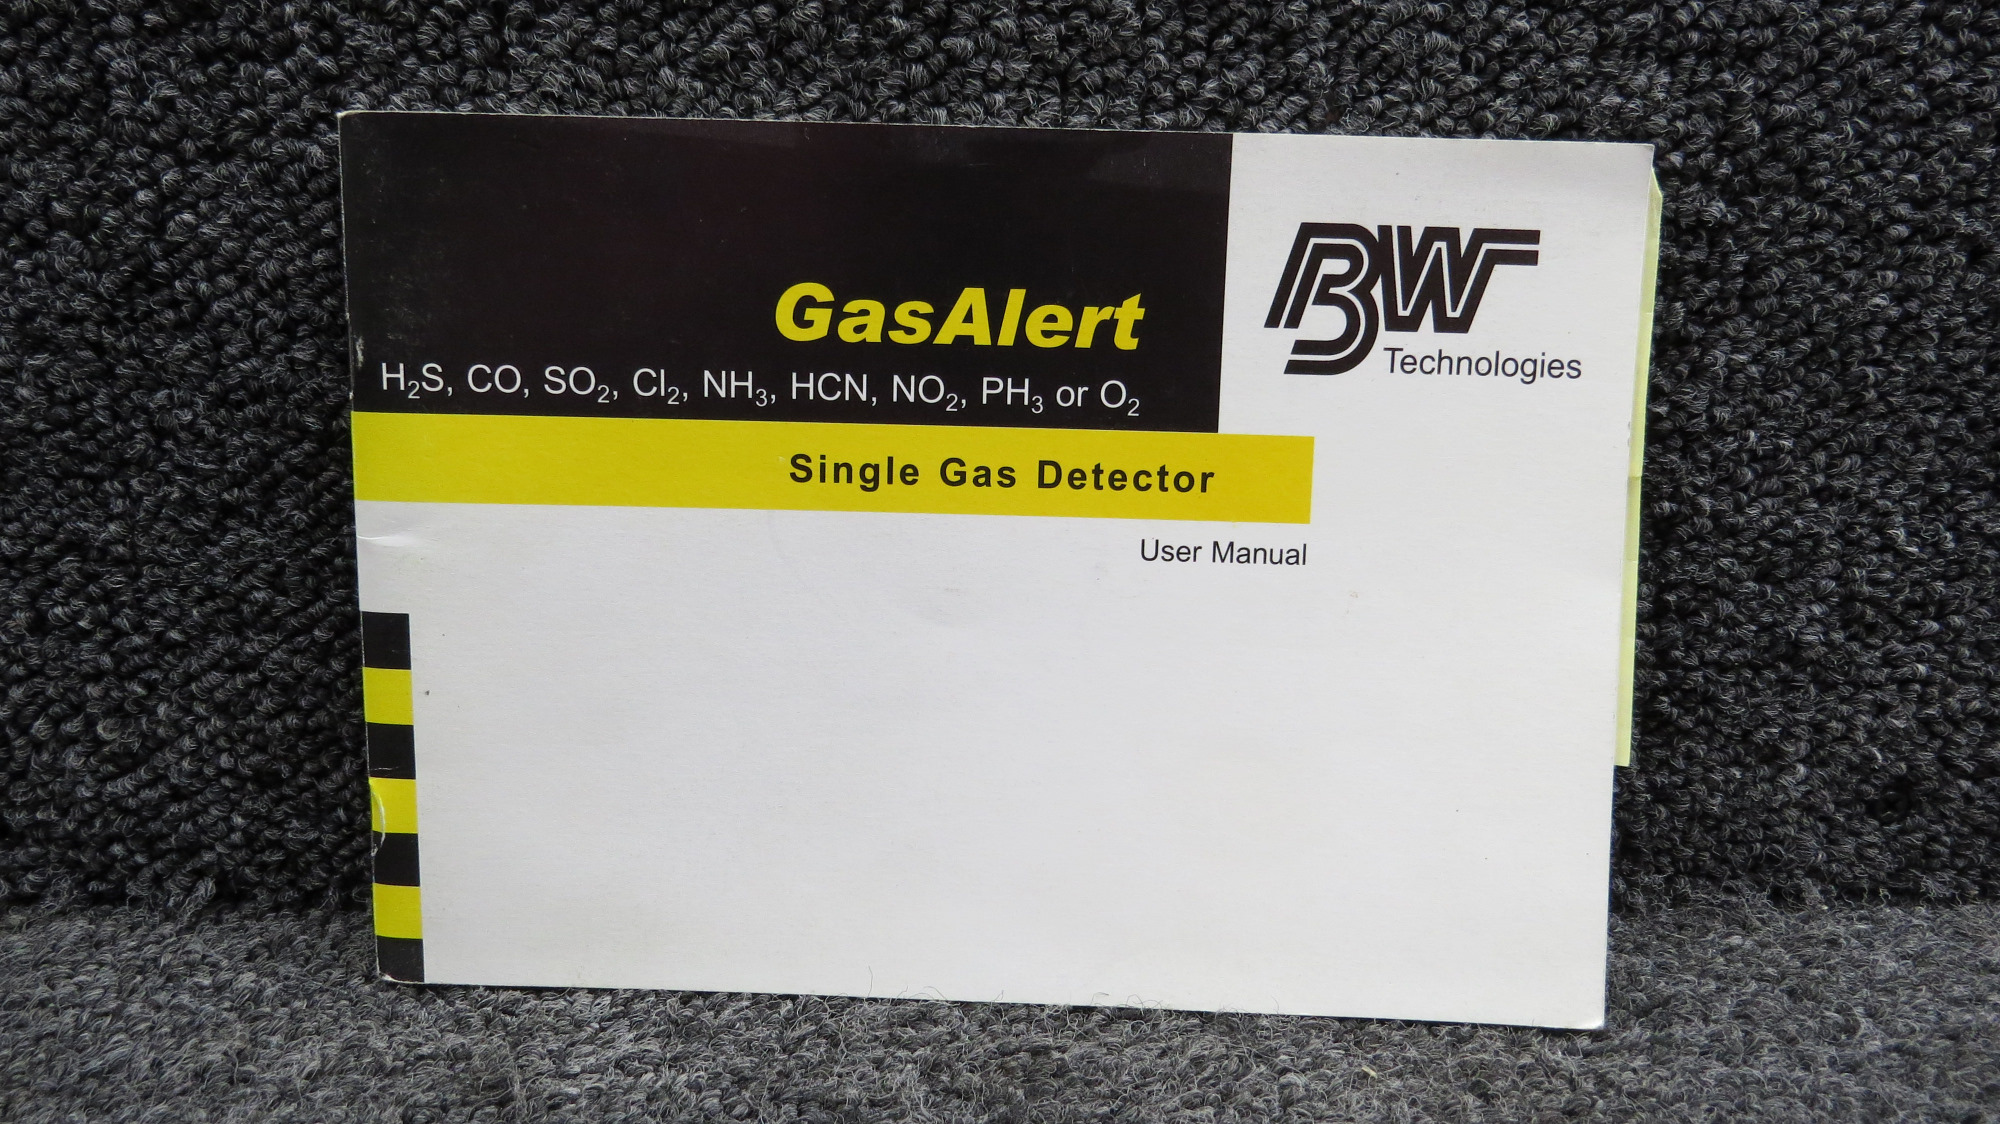 GasAlert
H₂S, CO, SO₂, Cl₂, NH₃, HCN, NO₂, PH₃ or O₂
BW
Technologies
Single Gas Detector
User Manual